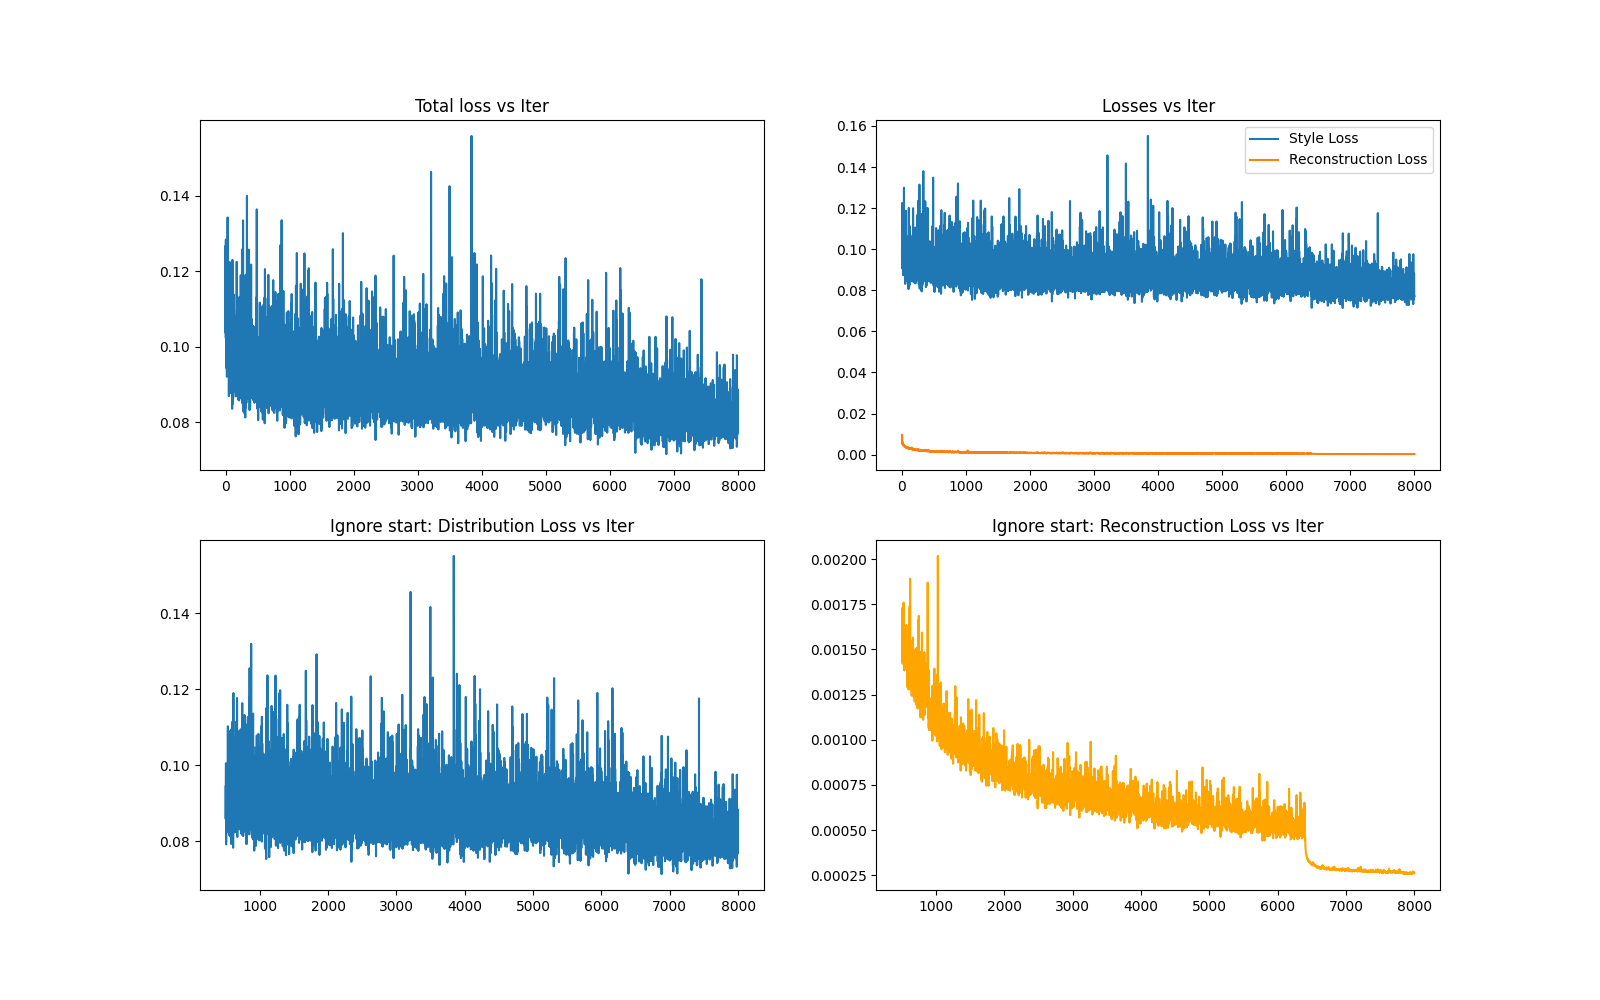 Total loss vs Iter
0.14
0.12
0.10
0.08
0 1000 2000 3000 4000 5000 6000 7000 8000
Losses vs Iter
Style Loss
Reconstruction Loss
0.16
0.14
0.12
0.10
0.08
0.06
0.04
0.02
0.00
0 1000 2000 3000 4000 5000 6000 7000 8000
Ignore start: Distribution Loss vs Iter
0.14
0.12
0.10
0.08
1000 2000 3000 4000 5000 6000 7000 8000
Ignore start: Reconstruction Loss vs Iter
0.00200
0.00175
0.00150
0.00125
0.00100
0.00075
0.00050
0.00025
1000 2000 3000 4000 5000 6000 7000 8000